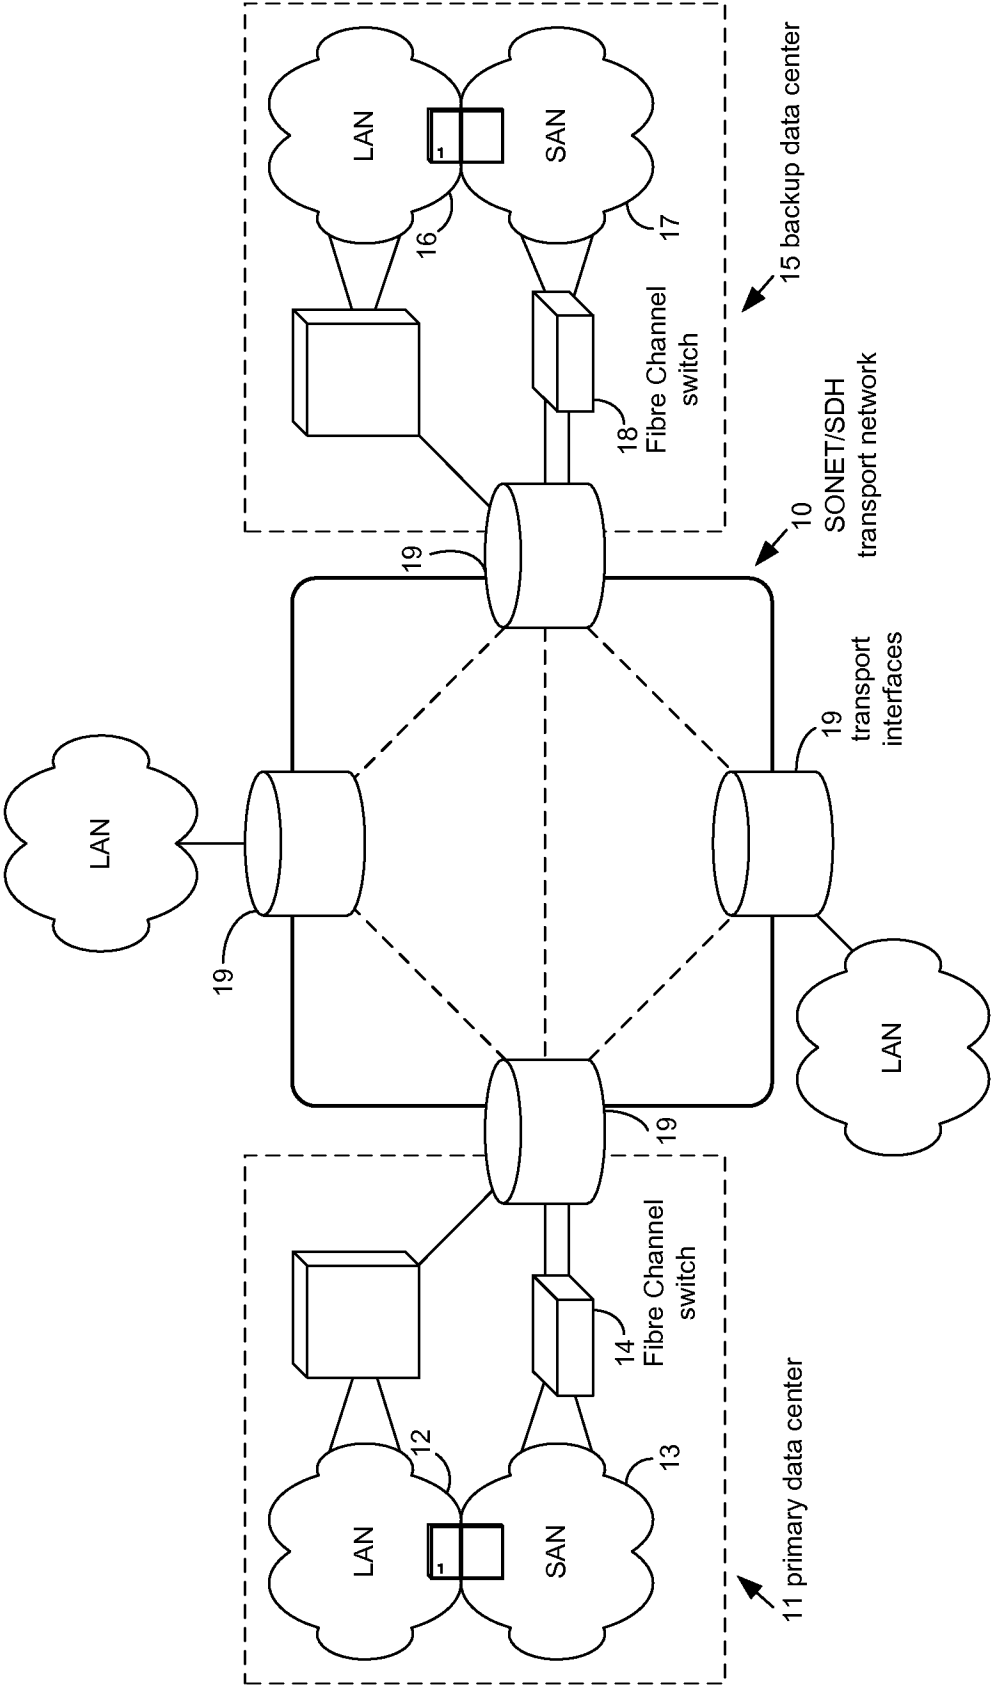 LAN
1
SAN
12
13
14
Fibre Channel
switch
11 primary data center
19
LAN
19
19
LAN
19
transport
interfaces
10
SONET/SDH
transport network
LAN
1
SAN
16
17
18
Fibre Channel
switch
15 backup data center